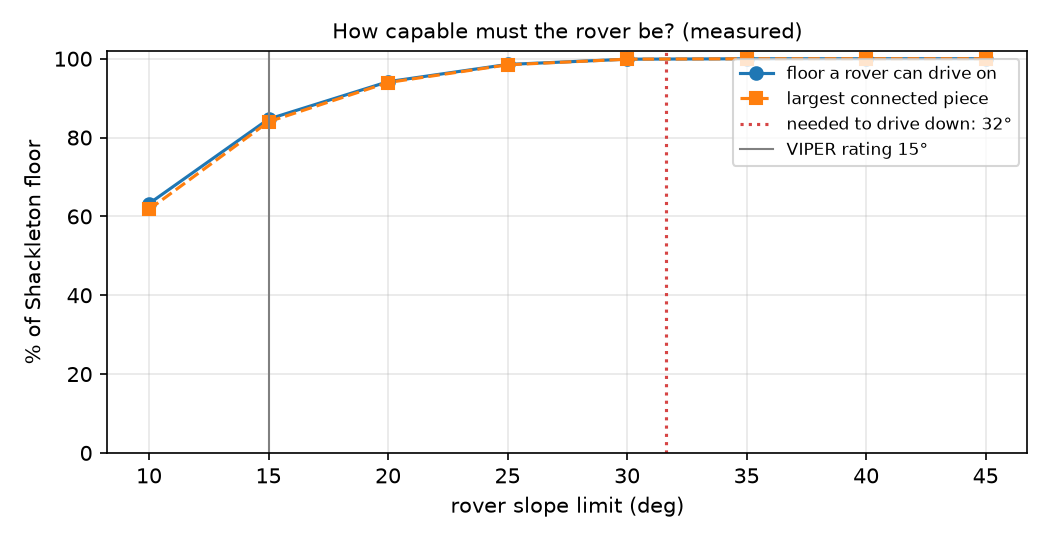 How capable must the rover be? (measured)
% of Shackleton floor
100
80
60
40
20
0
floor a rover can drive on
largest connected piece
needed to drive down: 32°
VIPER rating 15°
10 15 20 25 30 35 40 45
rover slope limit (deg)